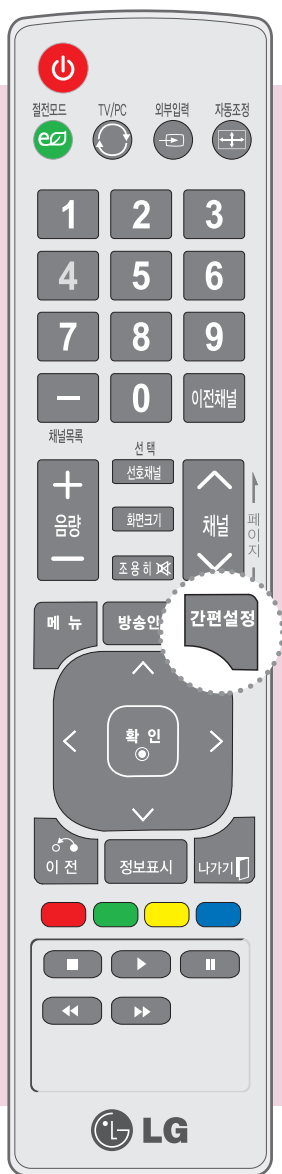 절전모드 TV/PC 외부입력 자동조정
e
1 2 3
4 5 6
7 8 9
0 이전채널
채널목록
선 택
선호채널
음량 화면크기 채널 페이지
조 용 히
메 뉴 방송안 간편설정
확 인
이 전 정보표시 나가기
LG LG